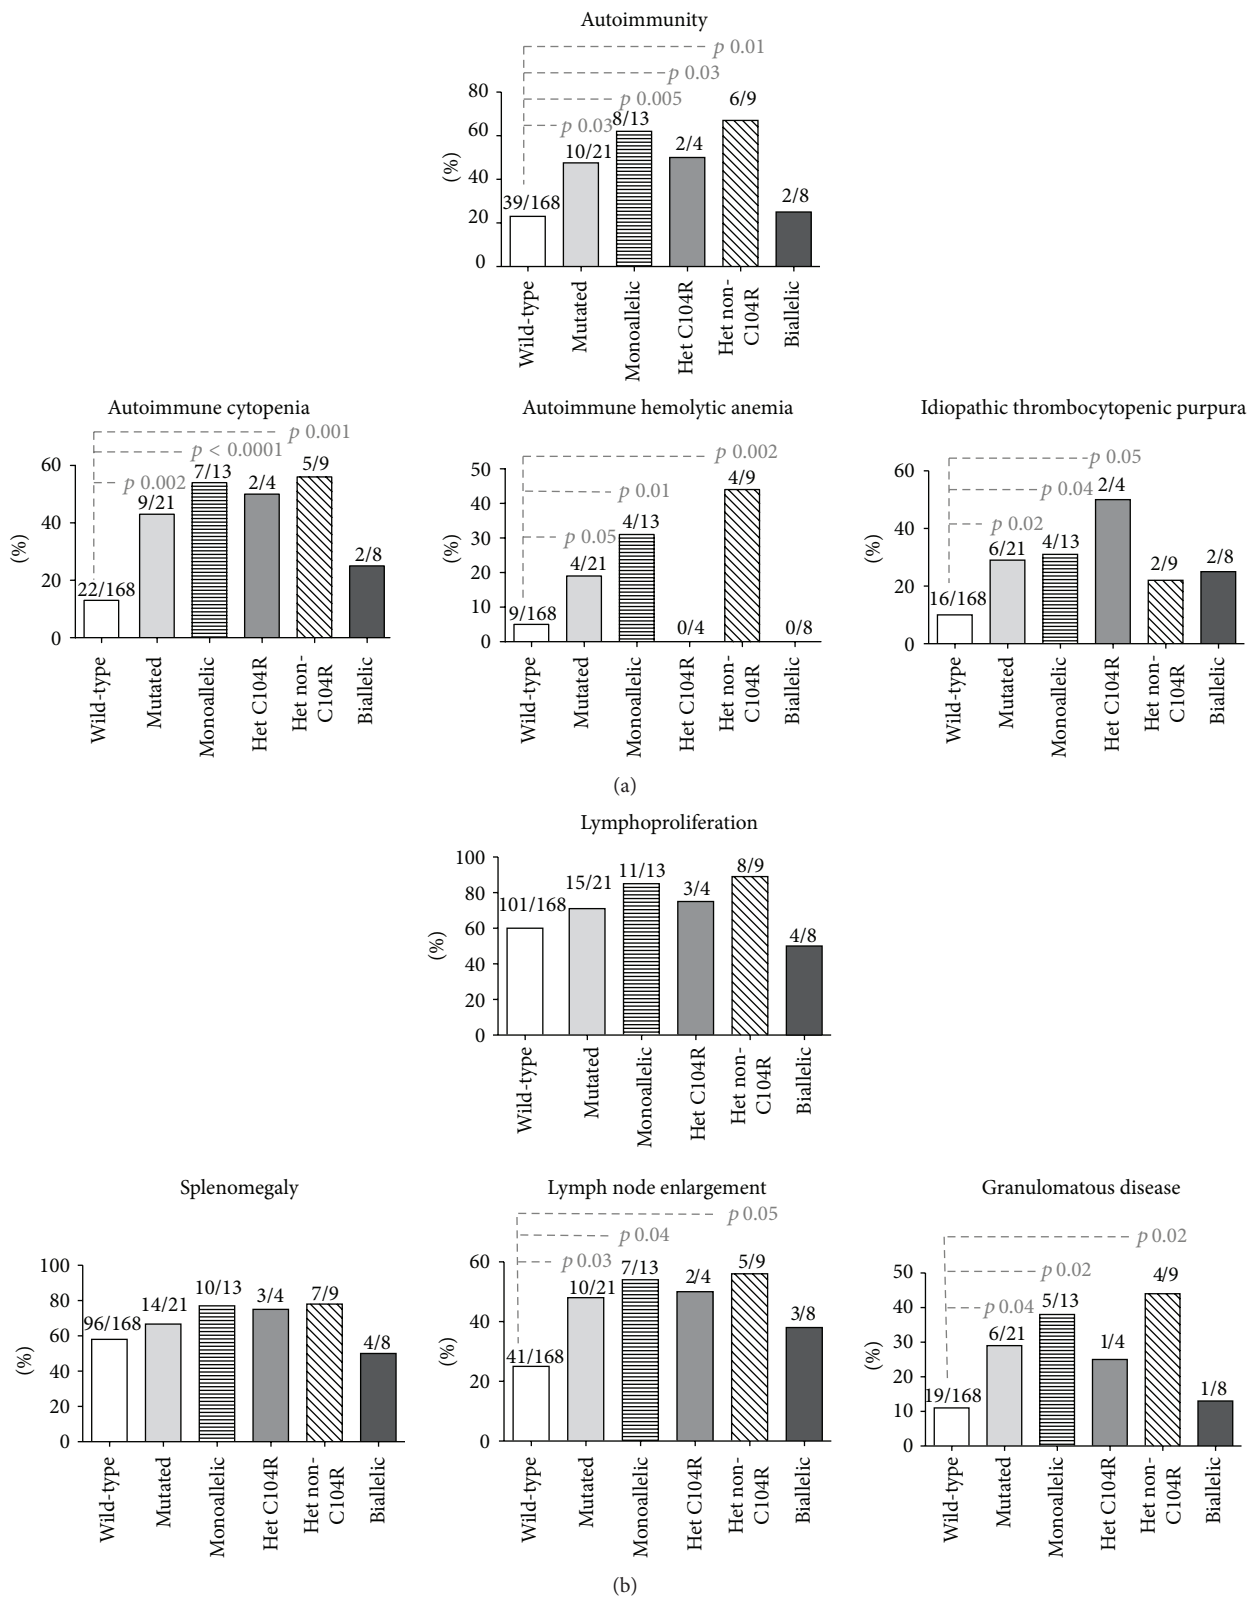 Autoimmunity
p 0.01
p 0.03
p 0.005
p 0.03
80
60
40
20
0
(%)
39/168
10/21
8/13
2/4
6/9
2/8
Wild-type
Mutated
Monoallelic
Het C104R
Het non-
C104R
Biallelic
Autoimmune cytopenia
p 0.001
p < 0.0001
p 0.002
60
40
20
0
(%)
22/168
9/21
7/13
2/4
5/9
2/8
Wild-type
Mutated
Monoallelic
Het C104R
Het non-
C104R
Biallelic
Autoimmune hemolytic anemia
p 0.002
p 0.01
p 0.05
50
40
30
20
10
0
(%)
9/168
4/21
4/13
0/4
4/9
0/8
Wild-type
Mutated
Monoallelic
Het C104R
Het non-
C104R
Biallelic
Idiopathic thrombocytopenic purpura
p 0.05
p 0.04
p 0.02
60
40
20
0
(%)
16/168
6/21
4/13
2/4
2/9
2/8
Wild-type
Mutated
Monoallelic
Het C104R
Het non-
C104R
Biallelic
(a)
Lymphoproliferation
100
80
60
40
20
0
(%)
101/168
15/21
11/13
3/4
8/9
4/8
Wild-type
Mutated
Monoallelic
Het C104R
Het non-
C104R
Biallelic
Splenomegaly
100
80
60
40
20
0
(%)
96/168
14/21
10/13
3/4
7/9
4/8
Wild-type
Mutated
Monoallelic
Het C104R
Het non-
C104R
Biallelic
Lymph node enlargement
p 0.05
p 0.04
p 0.03
60
40
20
0
(%)
41/168
10/21
7/13
2/4
5/9
3/8
Wild-type
Mutated
Monoallelic
Het C104R
Het non-
C104R
Biallelic
Granulomatous disease
p 0.02
p 0.02
p 0.04
50
40
30
20
10
0
(%)
19/168
6/21
5/13
1/4
4/9
1/8
Wild-type
Mutated
Monoallelic
Het C104R
Het non-
C104R
Biallelic
(b)